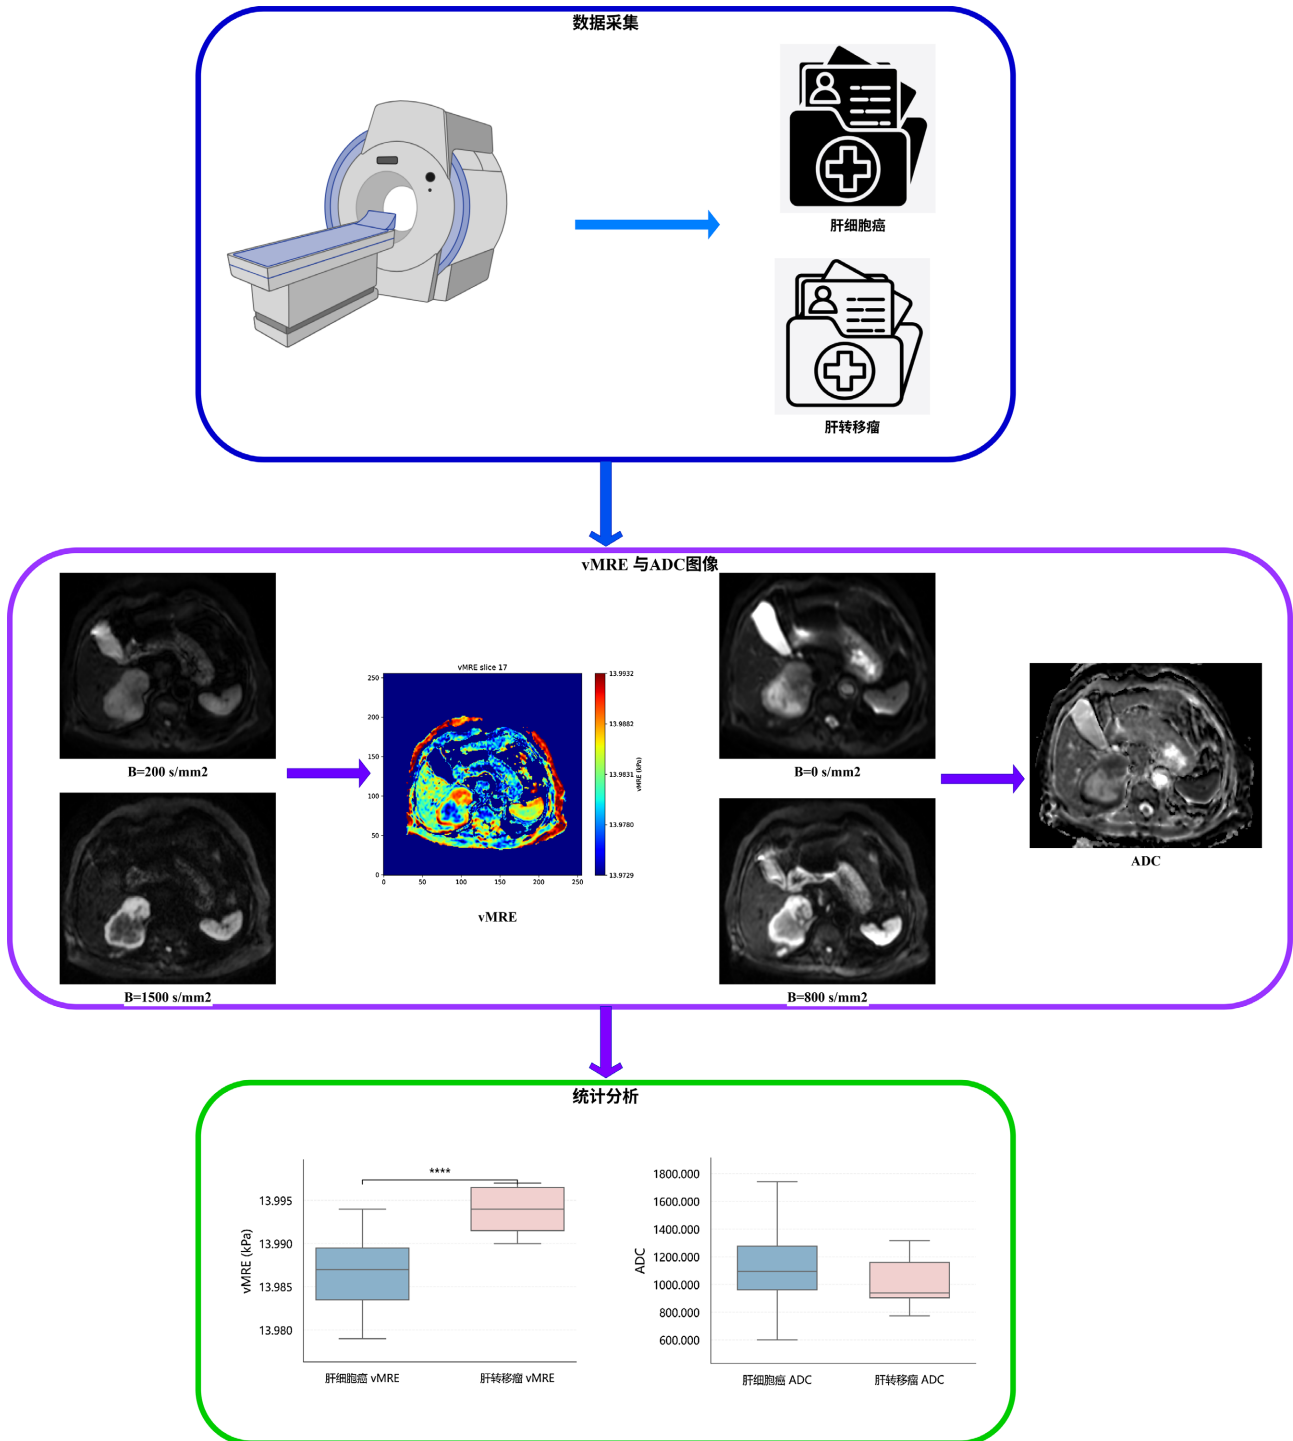 数据采集
肝细胞癌
肝转移瘤
vMRE 与ADC图像
B=200 s/mm2
B=1500 s/mm2
vMRE slice 17
250
200
150
100
50
0
0
50
100
150
200
250
13.9932
13.9882
13.9831
13.9780
13.9729
vMRE (kPa)
vMRE
B=0 s/mm2
B=800 s/mm2
ADC
统计分析
****
13.995
13.990
13.985
13.980
vMRE (kPa)
肝细胞癌 vMRE
肝转移瘤 vMRE
1800.000
1600.000
1400.000
1200.000
1000.000
800.000
600.000
ADC
肝细胞癌 ADC
肝转移瘤 ADC